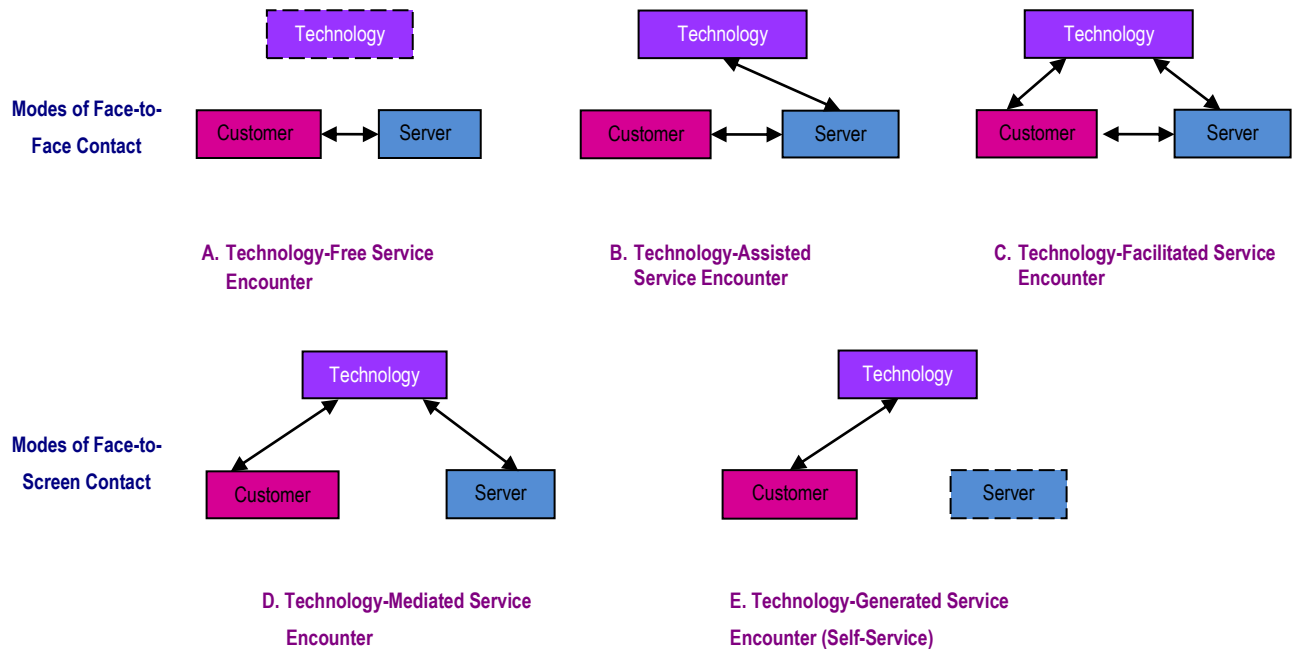 Technology
Technology
Technology
Modes of Face-to-
Face Contact
Customer
Server
Customer
Server
Customer
Server
A. Technology-Free Service
Encounter
B. Technology-Assisted
Service Encounter
C. Technology-Facilitated Service
Encounter
Technology
Technology
Modes of Face-to-
Screen Contact
Customer
Server
Customer
Server
D. Technology-Mediated Service
Encounter
E. Technology-Generated Service
Encounter (Self-Service)